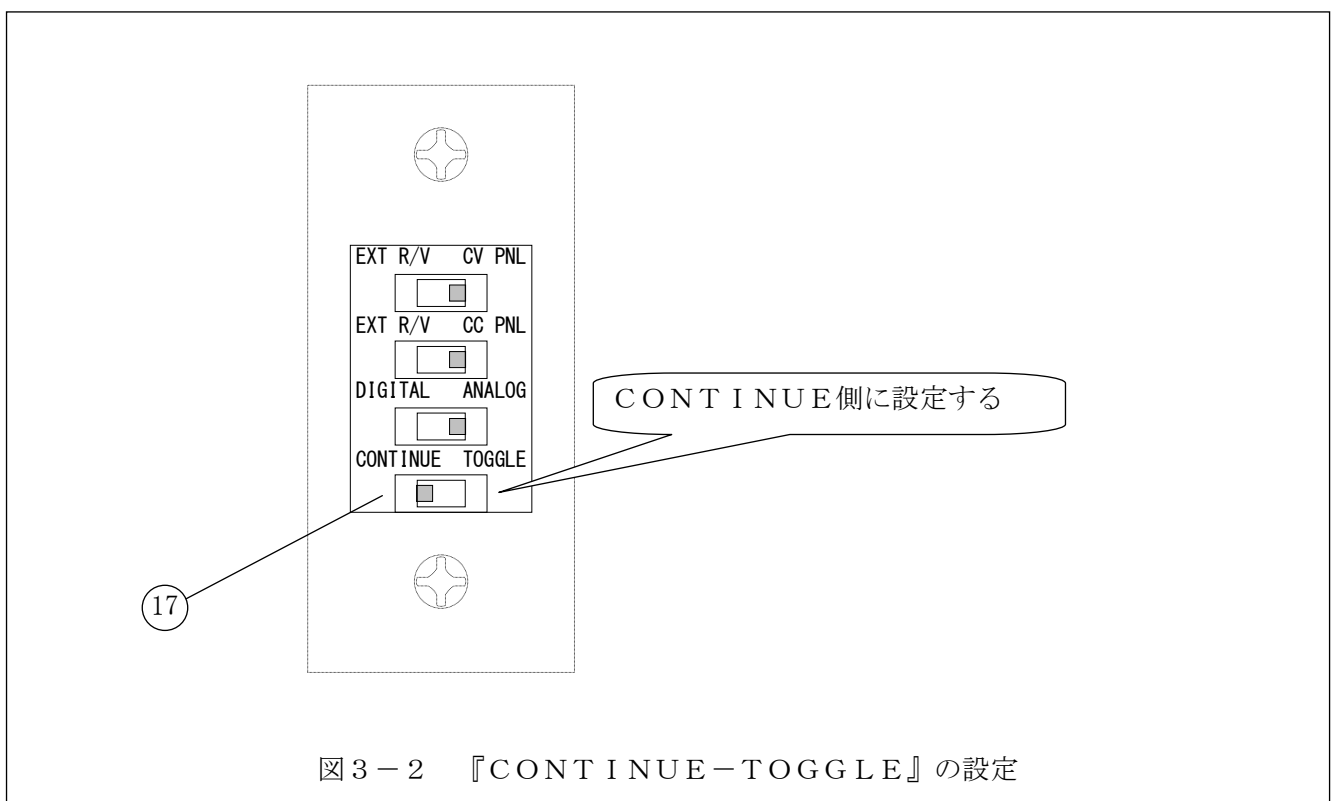 EXT R/V CV PNL
EXT R/V CC PNL
DIGITAL ANALOG
CONTINUE側に設定する
CONTINUE TOGGLE
17
図3-2 『CONTINUE-TOGGLE』の設定